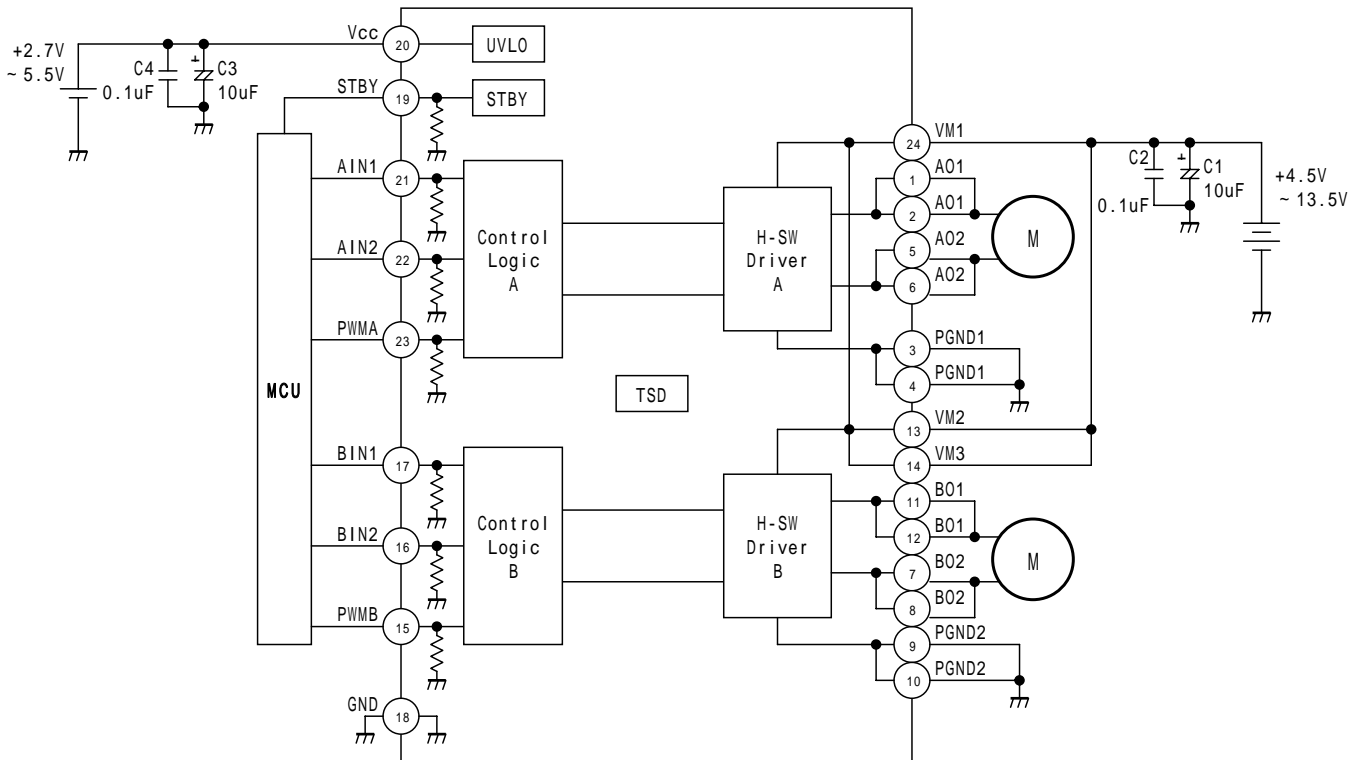 +2.7V
~ 5.5V
C4
0.1uF
+
C3
10uF
Vcc
20
UVLO
STBY
19
STBY
MCU
AIN1
21
AIN2
22
PWMA
23
Control
Logic
A
H-SW
Driver
A
24
VM1
1
AO1
2
AO1
5
AO2
6
AO2
M
3
PGND1
4
PGND1
C2
0.1uF
+
C1
10uF
+4.5V
~ 13.5V
TSD
13
VM2
14
VM3
BIN1
17
BIN2
16
PWMB
15
Control
Logic
B
H-SW
Driver
B
11
BO1
12
BO1
7
BO2
8
BO2
M
9
PGND2
10
PGND2
GND
18